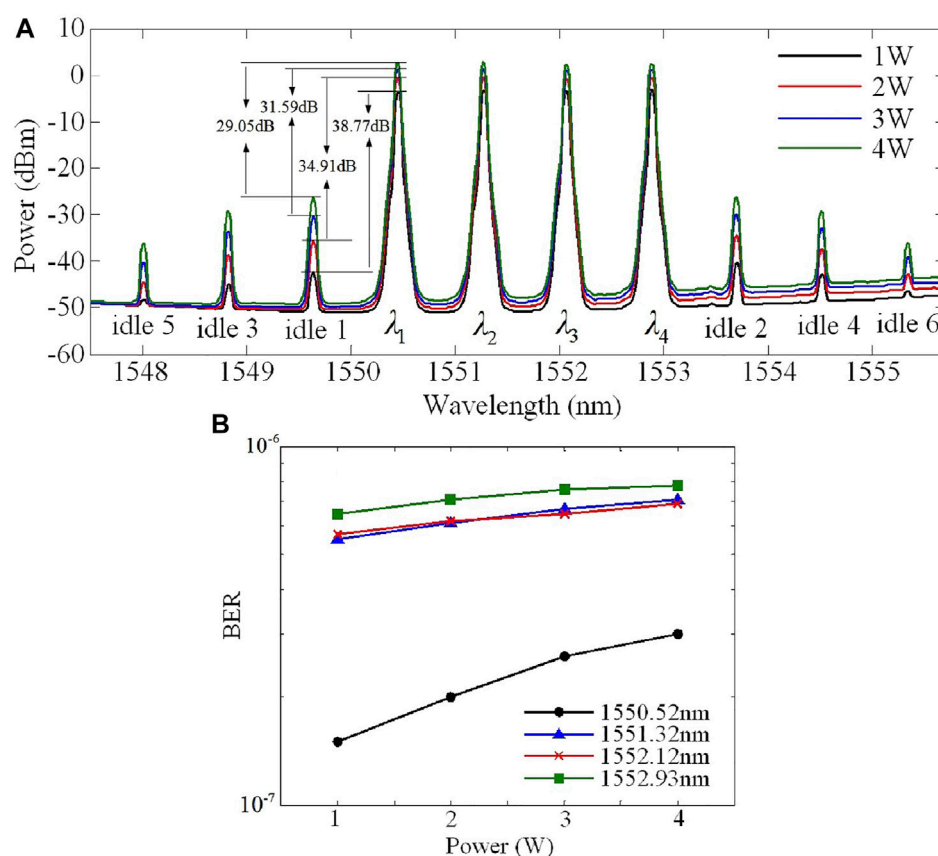 A
10
0
-10
-20
-30
-40
-50
-60
Power (dBm)
1W
2W
3W
4W
31.59dB
29.05dB
38.77dB
34.91dB
idle 5 idle 3 idle 1 λ1 λ2 λ3 λ4 idle 2 idle 4 idle 6
1548 1549 1550 1551 1552 1553 1554 1555
Wavelength (nm)
B
10-6
BER
10-7
1550.52nm
1551.32nm
1552.12nm
1552.93nm
1 2 3 4
Power (W)